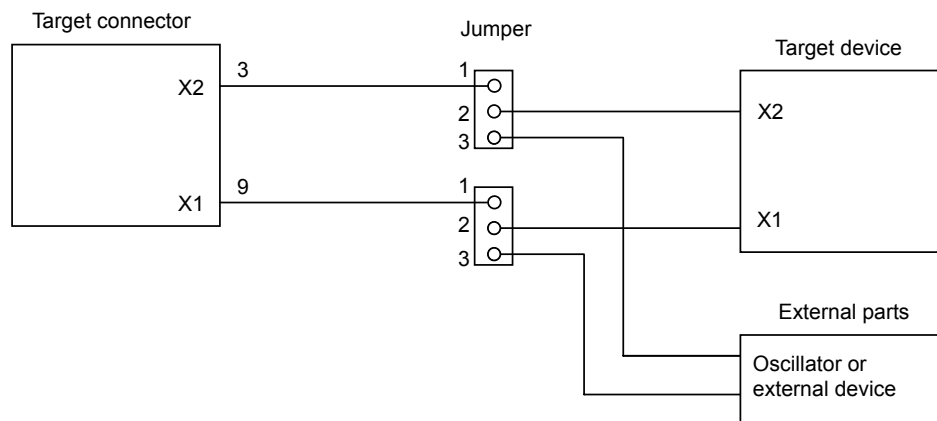 Target connector
Jumper
Target device
X2
3
1
2
3
X2
X1
9
1
2
3
X1
External parts
Oscillator or
external device